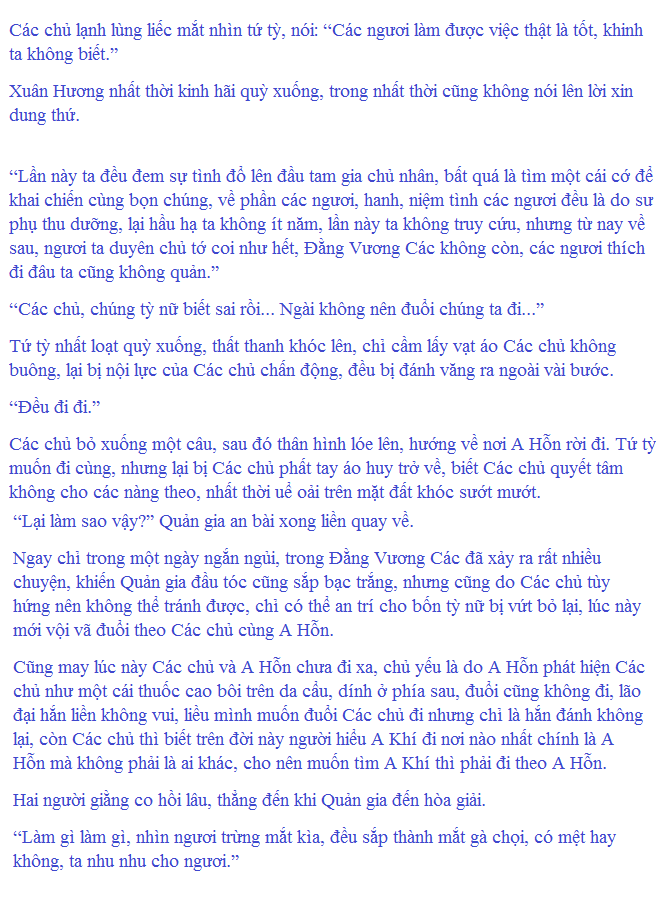 Các chủ lạnh lùng liếc mắt nhìn tứ tỳ, nói: “Các ngươi làm được việc thật là tốt, khinh
ta không biết.”
Xuân Hương nhất thời kinh hãi quỳ xuống, trong nhất thời cũng không nói lên lời xin
dung thứ.
“Lần này ta đều đem sự tình đổ lên đầu tam gia chủ nhân, bất quá là tìm một cái cớ để
khai chiến cùng bọn chúng, về phần các ngươi, hanh, niệm tình các ngươi đều là do sư
phụ thu dưỡng, lại hầu hạ ta không ít năm, lần này ta không truy cứu, nhưng từ nay về
sau, ngươi ta duyên chủ tớ coi như hết, Đằng Vương Các không còn, các ngươi thích
đi đâu ta cũng không quản.”
“Các chủ, chúng tỳ nữ biết sai rồi... Ngài không nên đuổi chúng ta đi...”
Tứ tỳ nhất loạt quỳ xuống, thất thanh khóc lên, chỉ cầm lấy vạt áo Các chủ không
buông, lại bị nội lực của Các chủ chấn động, đều bị đánh văng ra ngoài vài bước.
“Đều đi đi.”
Các chủ bỏ xuống một câu, sau đó thân hình lóe lên, hướng về nơi A Hỗn rời đi. Tứ tỳ
muốn đi cùng, nhưng lại bị Các chủ phất tay áo huy trở về, biết Các chủ quyết tâm
không cho các nàng theo, nhất thời uể oải trên mặt đất khóc sướt mướt.
“Lại làm sao vậy?” Quản gia an bài xong liền quay về.
Ngay chỉ trong một ngày ngắn ngủi, trong Đằng Vương Các đã xảy ra rất nhiều
chuyện, khiến Quản gia đầu tóc cũng sắp bạc trắng, nhưng cũng do Các chủ tùy
hứng nên không thể tránh được, chỉ có thể an trí cho bốn tỳ nữ bị vứt bỏ lại, lúc này
mới vội vã đuổi theo Các chủ cùng A Hỗn.
Cũng may lúc này Các chủ và A Hỗn chưa đi xa, chủ yếu là do A Hỗn phát hiện Các
chủ như một cái thuốc cao bôi trên da cẩu, dính ở phía sau, đuổi cũng không đi, lão
đại hắn liền không vui, liều mình muốn đuổi Các chủ đi nhưng chỉ là hắn đánh không
lại, còn Các chủ thì biết trên đời này người hiểu A Khí đi nơi nào nhất chính là A
Hỗn mà không phải là ai khác, cho nên muốn tìm A Khí thì phải đi theo A Hỗn.
Hai người giằng co hồi lâu, thẳng đến khi Quản gia đến hòa giải.
“Làm gì làm gì, nhìn ngươi trừng mắt kìa, đều sắp thành mắt gà chọi, có mệt hay
không, ta nhu nhu cho ngươi.”